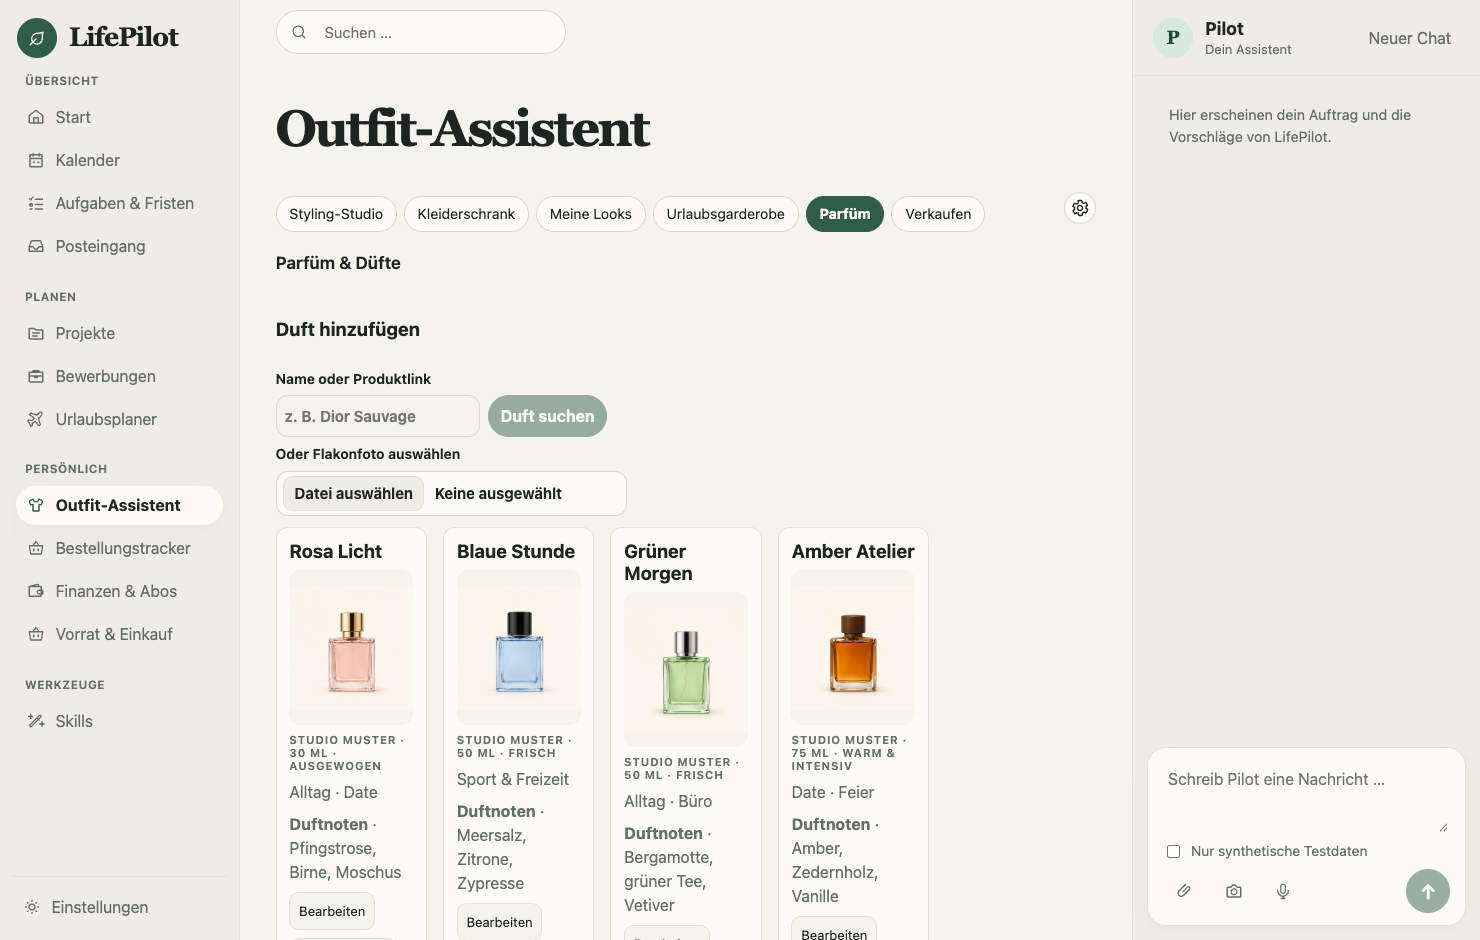 LifePilot
ÜBERSICHT
Start
Kalender
Aufgaben & Fristen
Posteingang
PLANEN
Projekte
Bewerbungen
Urlaubsplaner
PERSÖNLICH
Outfit-Assistent
Bestellungstracker
Finanzen & Abos
Vorrat & Einkauf
WERKZEUGE
Skills
Einstellungen
Suchen ...
Outfit-Assistent
Styling-Studio
Kleiderschrank
Meine Looks
Urlaubsgarderobe
Parfüm
Verkaufen
Parfüm & Düfte
Duft hinzufügen
Name oder Produktlink
z. B. Dior Sauvage
Duft suchen
Oder Flakonfoto auswählen
Datei auswählen
Keine ausgewählt
Rosa Licht
STUDIO MUSTER ·
30 ML ·
AUSGEWOGEN
Alltag · Date
Duftnoten ·
Pfingstrose,
Birne, Moschus
Bearbeiten
Blaue Stunde
STUDIO MUSTER ·
50 ML · FRISCH
Sport & Freizeit
Duftnoten ·
Meersalz,
Zitrone,
Zypresse
Bearbeiten
Grüner
Morgen
STUDIO MUSTER ·
50 ML · FRISCH
Alltag · Büro
Duftnoten ·
Bergamotte,
grüner Tee,
Vetiver
Amber Atelier
STUDIO MUSTER ·
75 ML · WARM &
INTENSIV
Date · Feier
Duftnoten ·
Amber,
Zedernholz,
Vanille
Bearbeiten
P
Pilot
Dein Assistent
Neuer Chat
Hier erscheinen dein Auftrag und die
Vorschläge von LifePilot.
Schreib Pilot eine Nachricht ...
Nur synthetische Testdaten